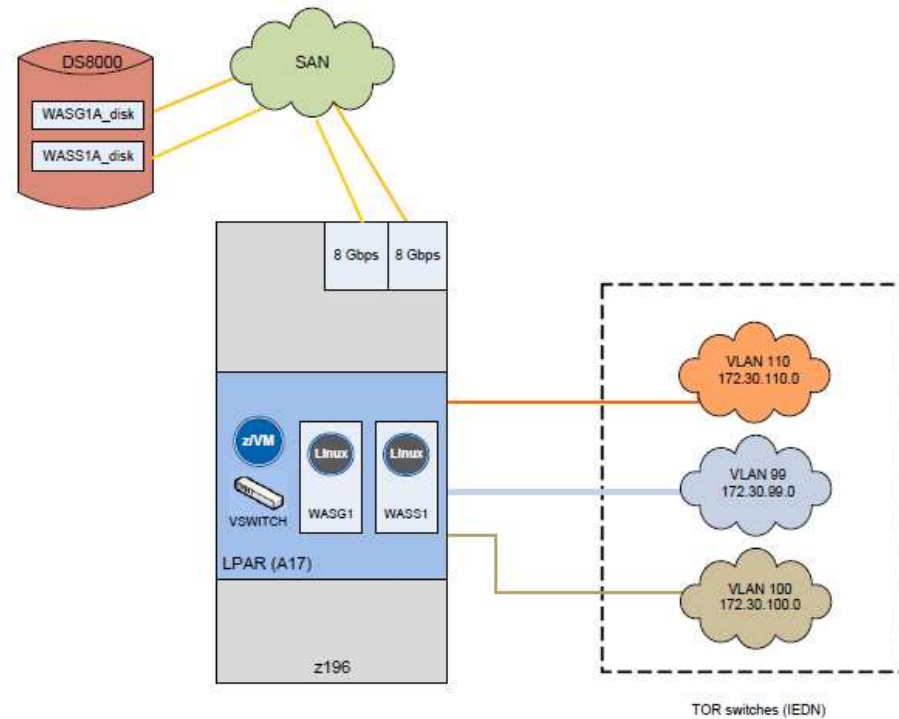 DS8000
WASG1A_disk
WASS1A_disk
SAN
8 Gbps
8 Gbps
z/VM
VSWITCH
Linux
WASG1
Linux
WASS1
LPAR (A17)
z196
VLAN 110
172.30.110.0
VLAN 99
172.30.99.0
VLAN 100
172.30.100.0
TOR switches (IEDN)